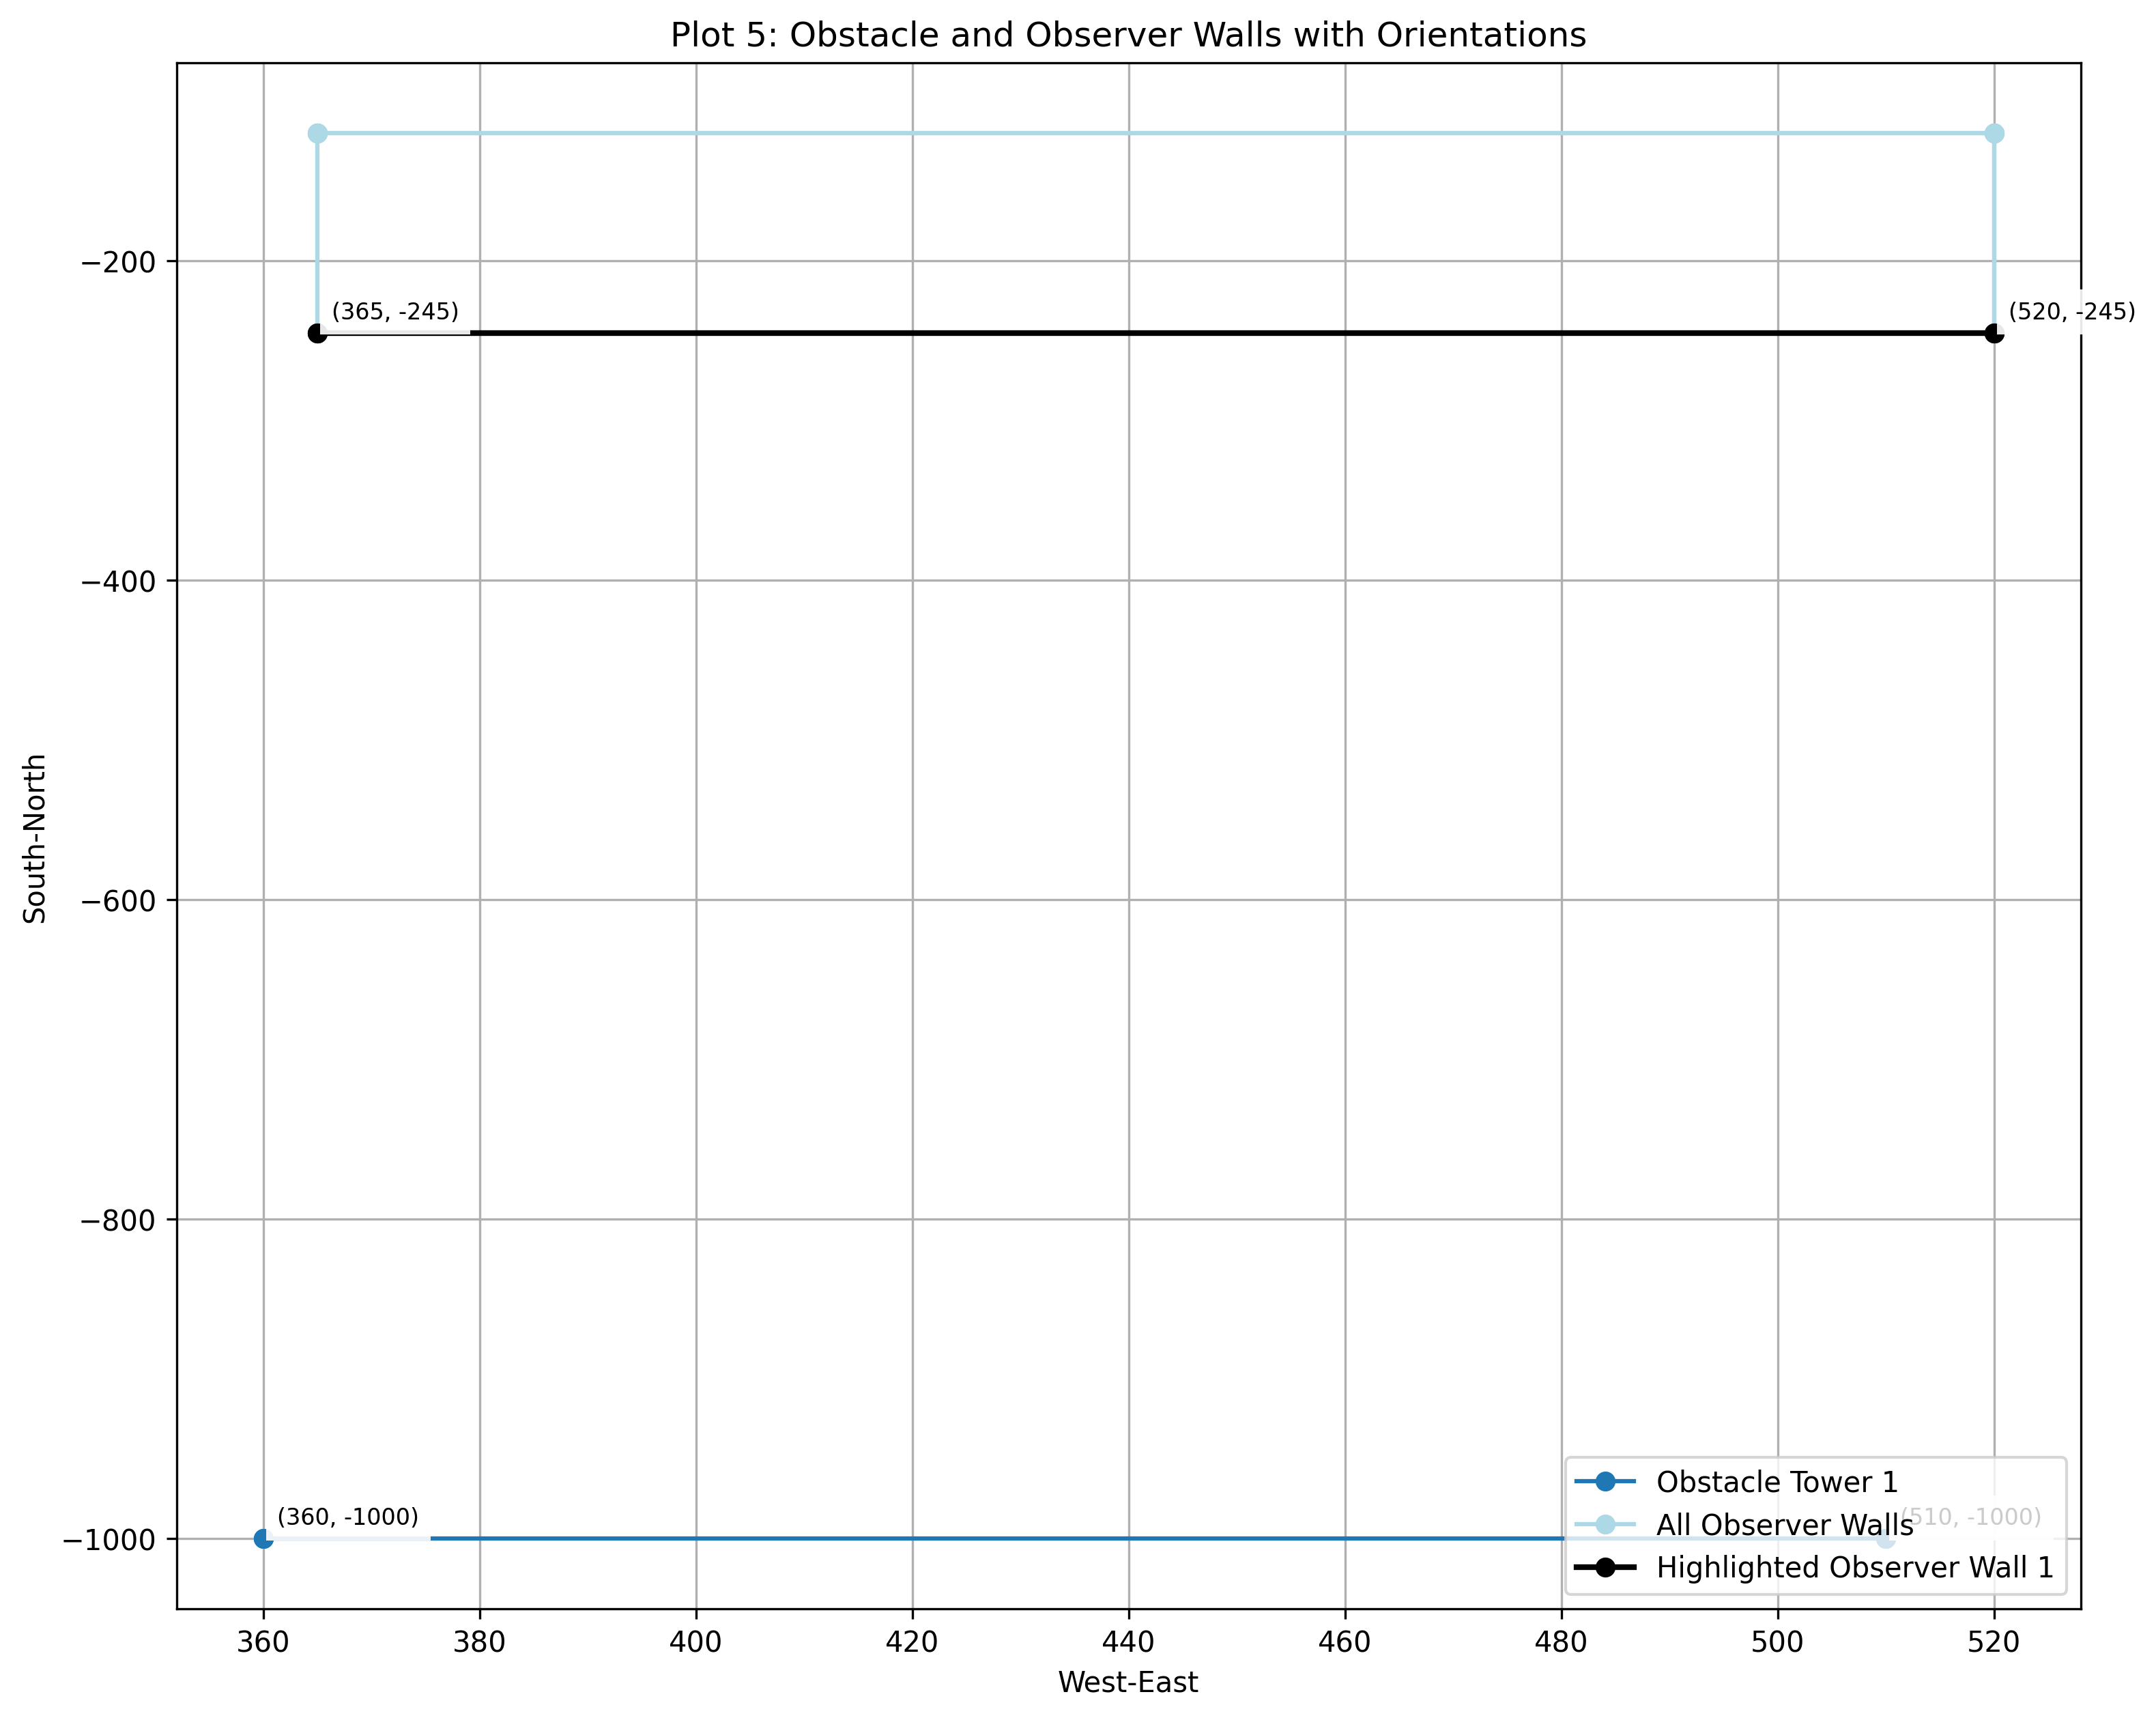 Plot 5: Obstacle and Observer Walls with Orientations
(365, -245)
(520, -245)
−200
−400
−600
−800
−1000
South-North
(360, -1000)
(510, -1000)
Obstacle Tower 1
All Observer Walls
Highlighted Observer Wall 1
360 380 400 420 440 460 480 500 520
West-East